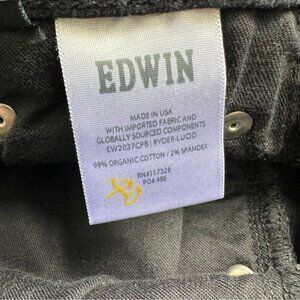 EDWIN
MADE IN USA
WITH IMPORTED FABRIC AND
GLOBALLY SOURCED COMPONENTS
EW2037CPB | RYDER-LUCID
98% ORGANIC COTTON / 2% SPANDEX
RN#117328
PO# 486